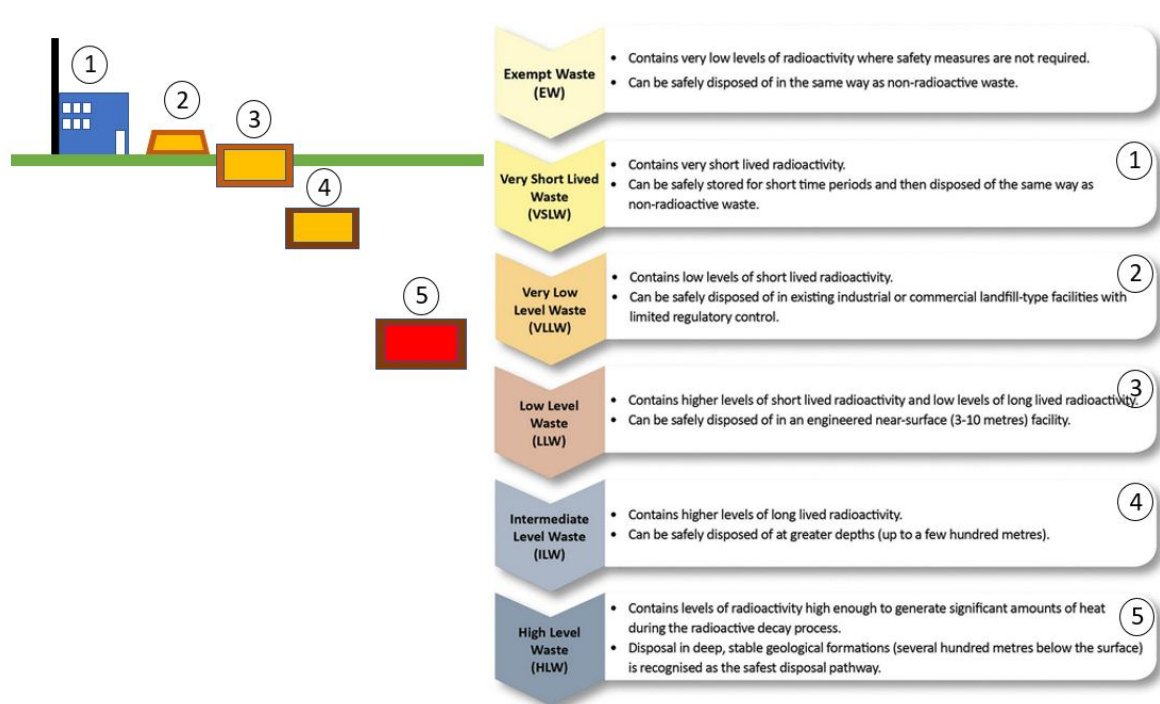 1
2
3
4
5
Exempt Waste
(EW)
• Contains very low levels of radioactivity where safety measures are not required.
• Can be safely disposed of in the same way as non-radioactive waste.
Very Short Lived
Waste
(VSLW)
1
• Contains very short lived radioactivity.
• Can be safely stored for short time periods and then disposed of the same way as
non-radioactive waste.
Very Low
Level Waste
(VLLW)
2
• Contains low levels of short lived radioactivity.
• Can be safely disposed of in existing industrial or commercial landfill-type facilities with
limited regulatory control.
Low Level
Waste
(LLW)
3
• Contains higher levels of short lived radioactivity and low levels of long lived radioactivity.
• Can be safely disposed of in an engineered near-surface (3-10 metres) facility.
Intermediate
Level Waste
(ILW)
4
• Contains higher levels of long lived radioactivity.
• Can be safely disposed of at greater depths (up to a few hundred metres).
High Level
Waste
(HLW)
5
• Contains levels of radioactivity high enough to generate significant amounts of heat
during the radioactive decay process.
• Disposal in deep, stable geological formations (several hundred metres below the surface)
is recognised as the safest disposal pathway.